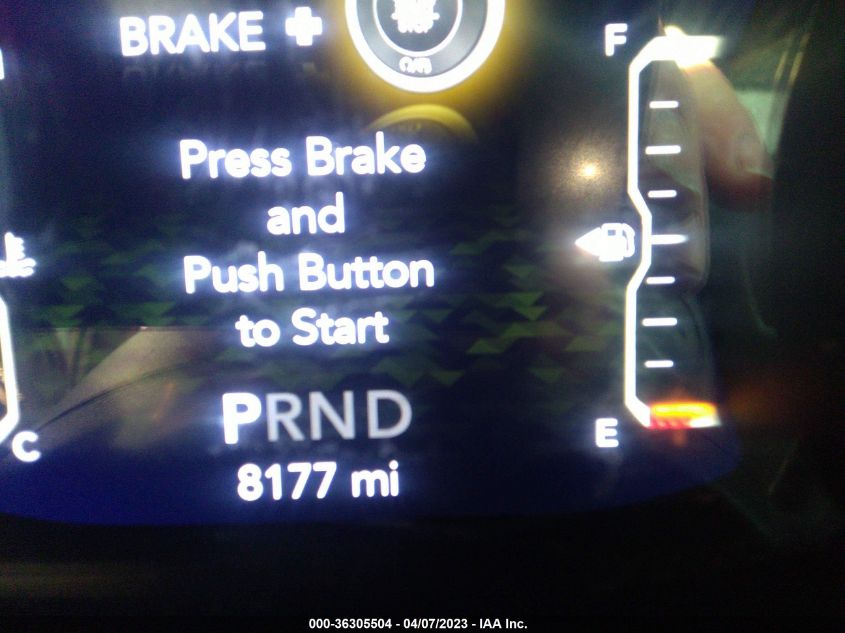 BRAKE +
F
Press Brake
and
Push Button
to Start
PRND
E
C
8177 mi
000-36305504 - 04/07/2023 - IAA Inc.